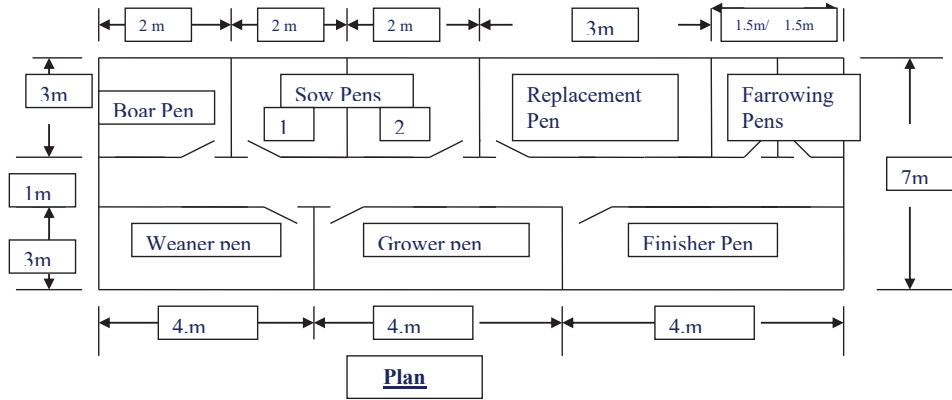 2 m 2 m 2 m 3m 1.5m/ 1.5m
3m
Boar Pen
Sow Pens
1 2
Replacement
Pen
Farrowing
Pens
1m
7m
3m
Weaner pen
Grower pen
Finisher Pen
4.m 4.m 4.m
Plan